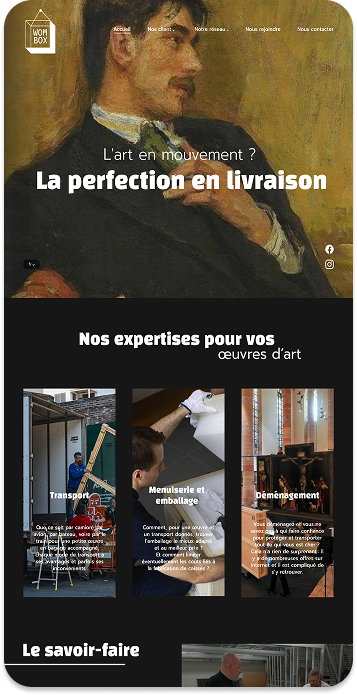 WOM
BOX
Accueil Nos client. Notre réseau. Nous rejoindre Nous contacter
L'art en mouvement ?
La perfection en livraison
fr
Nos expertises pour vos
œuvres d'art
Transport
Que ce soit par camion, par
avion, par bateau, voire par le
train pour une petite œuvre
en bagage accompagné,
chaque mode de transport a
ses avantages et parfois ses
inconvénients
Menuiserie et
emballage
Comment, pour une œuvre et
un transport donnés, trouver
l'emballage le mieux adapté
et au meilleur prix ?
Et comment limiter
éventuellement les coûts liés à
la fabrication de caisses ?
Déménagement
Vous déménagez et vous ne
savez pas à qui faire confiance
pour protéger et transporter
tout ce qui vous est cher ?
Cela n'a rien de surprenant : il
y a de nombreuses offres sur
internet et il est compliqué de
s'y retrouver.
Le savoir-faire